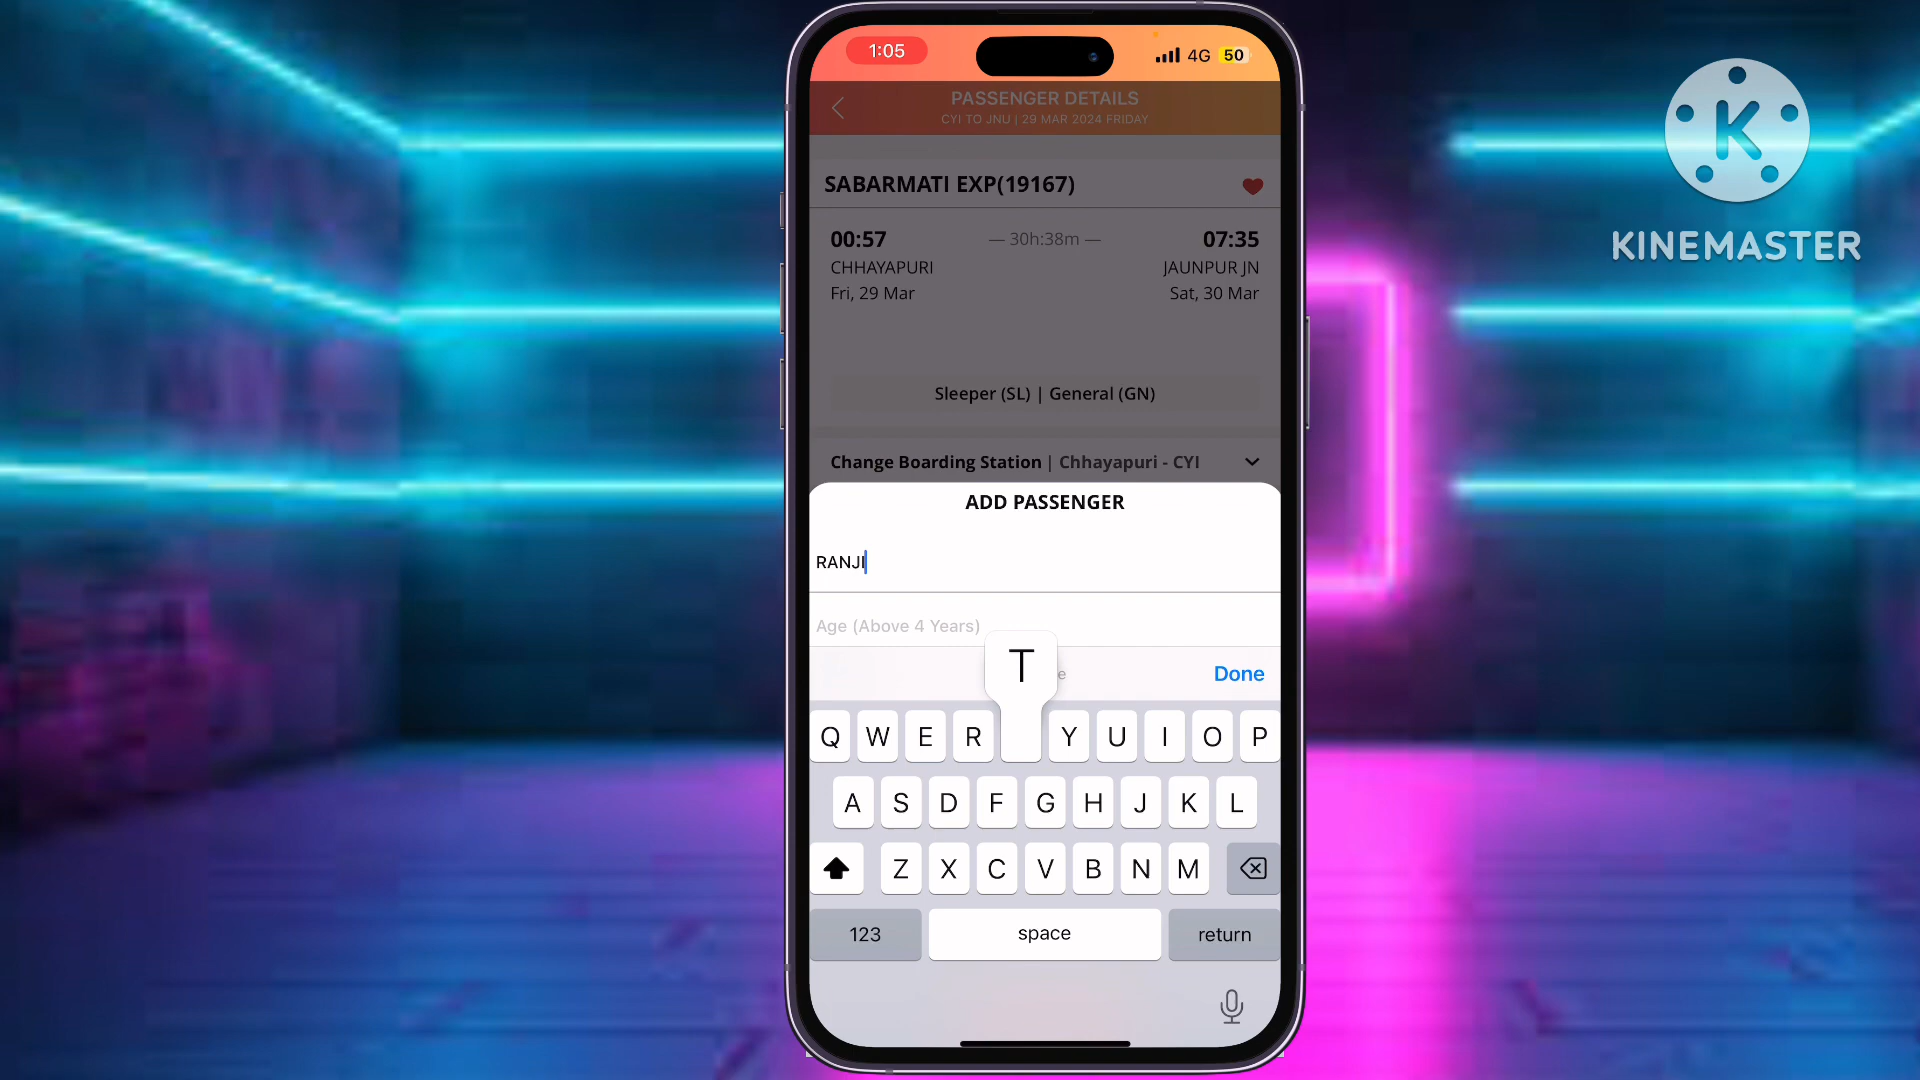 1:05
4G 50
PASSENGER DETAILS
CYI TO JNU | 29 MAR 2024 FRIDAY
K
KINEMASTER
SABARMATI EXP(19167)
00:57 — 30h:38m — 07:35
CHHAYAPURI JAUNPUR JN
Fri, 29 Mar Sat, 30 Mar
Sleeper (SL) | General (GN)
Change Boarding Station | Chhayapuri - CYI
ADD PASSENGER
RANJI
Age (Above 4 Years)
T e Done
Q W E R Y U I O P
A S D F G H J K L
Z X C V B N M
123 space return